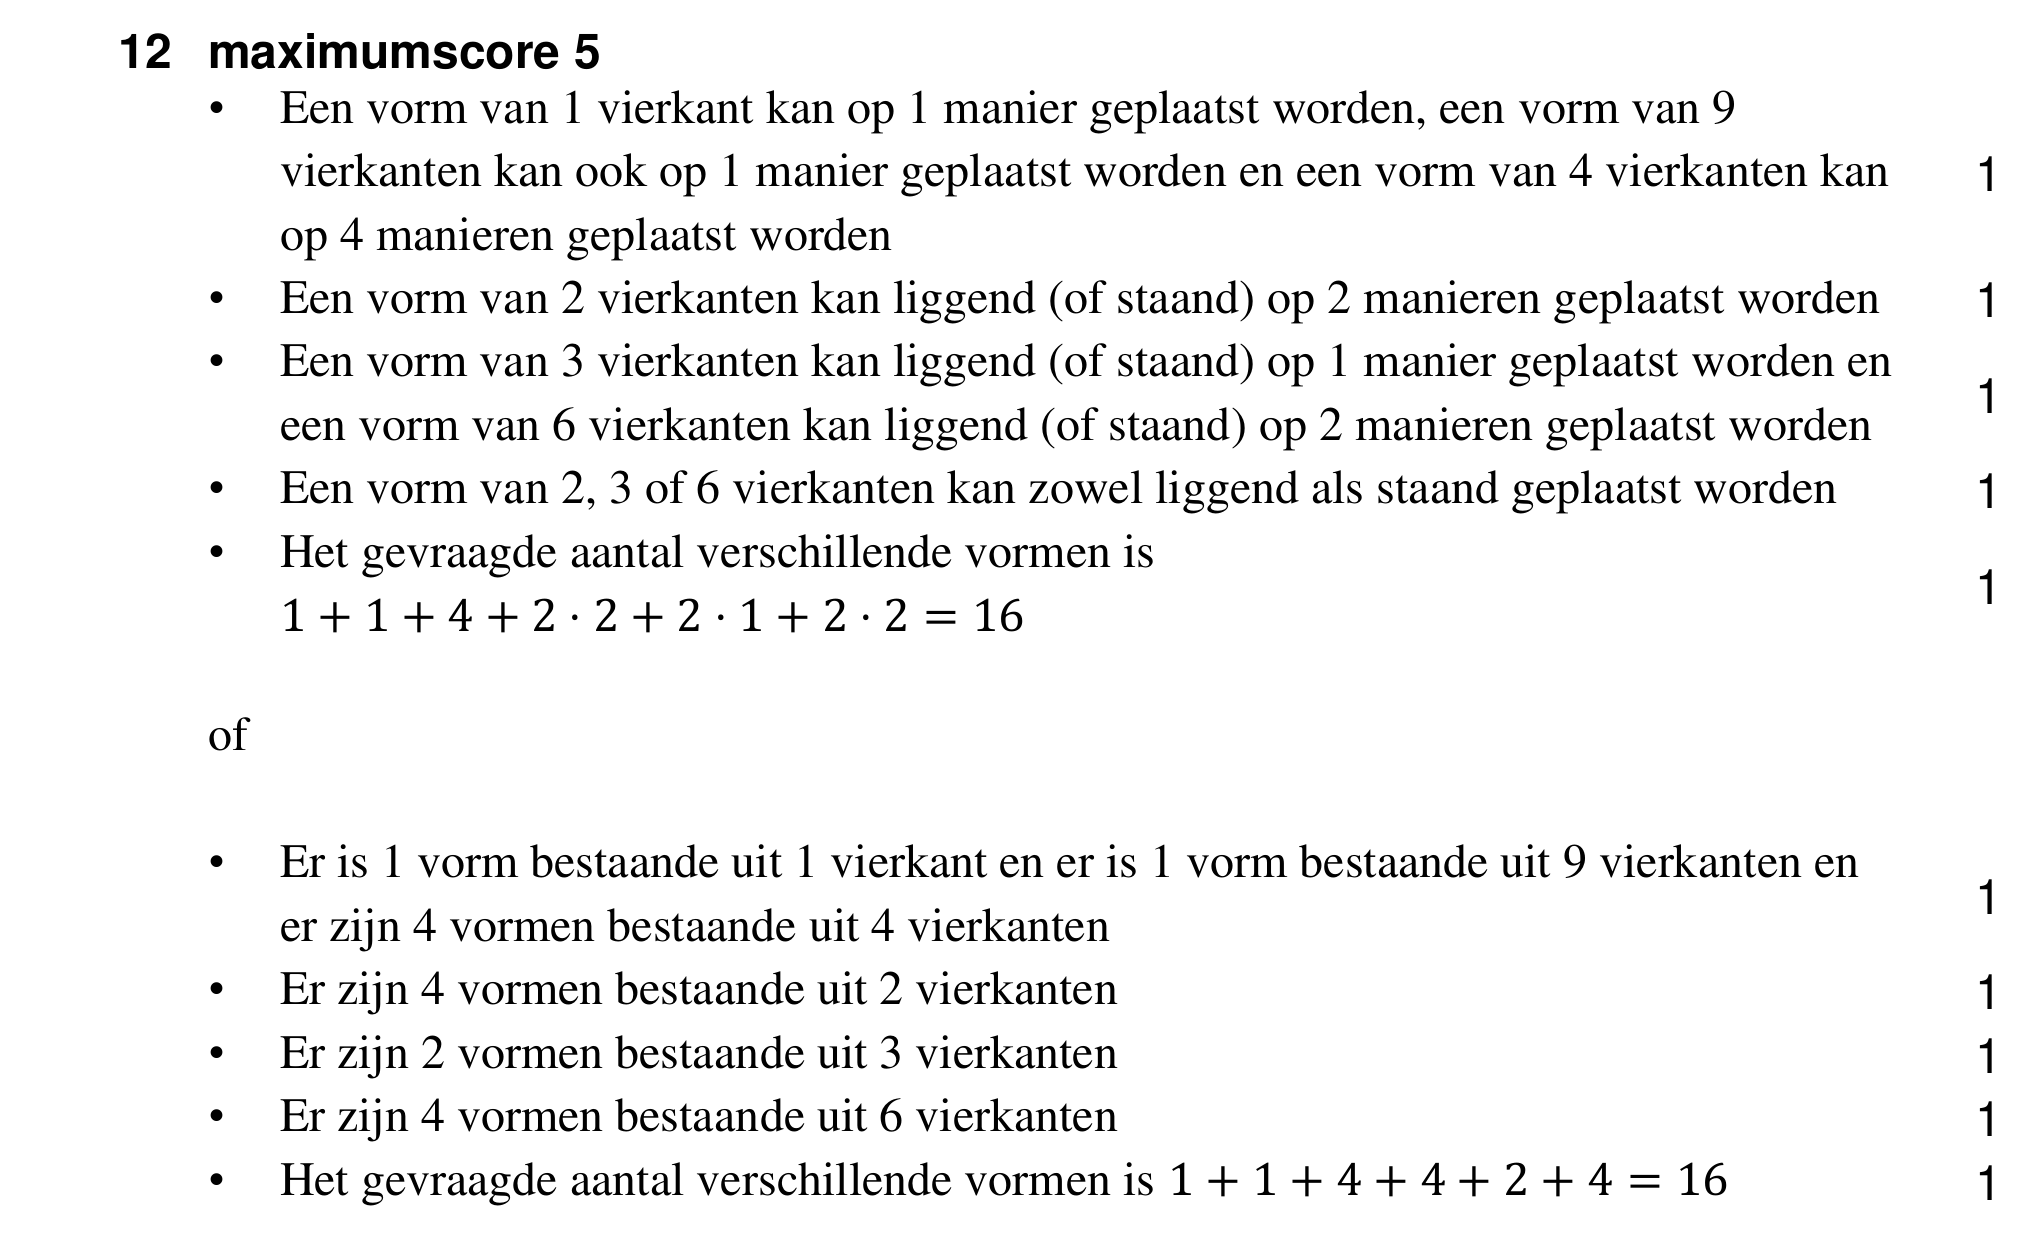 12 maximumscore 5
• Een vorm van 1 vierkant kan op 1 manier geplaatst worden, een vorm van 9
vierkanten kan ook op 1 manier geplaatst worden en een vorm van 4 vierkanten kan 1
op 4 manieren geplaatst worden
• Een vorm van 2 vierkanten kan liggend (of staand) op 2 manieren geplaatst worden 1
• Een vorm van 3 vierkanten kan liggend (of staand) op 1 manier geplaatst worden en
1
een vorm van 6 vierkanten kan liggend (of staand) op 2 manieren geplaatst worden
• Een vorm van 2, 3 of 6 vierkanten kan zowel liggend als staand geplaatst worden 1
• Het gevraagde aantal verschillende vormen is
1
1 + 1 + 4 + 2 · 2 + 2 · 1 + 2 · 2 = 16
of
• Er is 1 vorm bestaande uit 1 vierkant en er is 1 vorm bestaande uit 9 vierkanten en
1
er zijn 4 vormen bestaande uit 4 vierkanten
• Er zijn 4 vormen bestaande uit 2 vierkanten 1
• Er zijn 2 vormen bestaande uit 3 vierkanten 1
• Er zijn 4 vormen bestaande uit 6 vierkanten 1
• Het gevraagde aantal verschillende vormen is 1 + 1 + 4 + 4 + 2 + 4 = 16 1